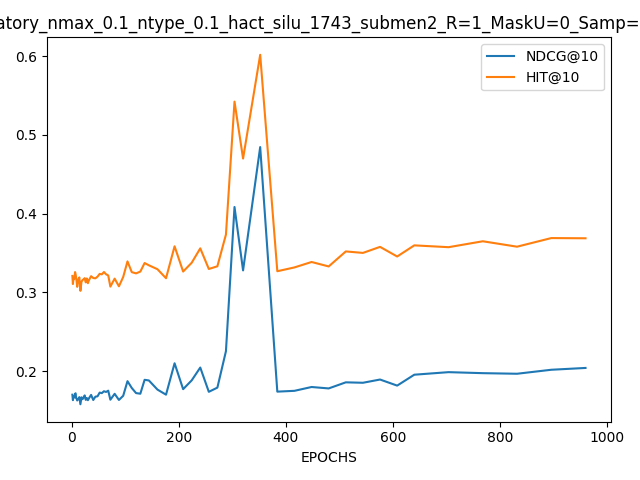 atory_nmax_0.1_ntype_0.1_hact_silu_1743_submen2_R=1_MaskU=0_Samp=
NDCG@10
HIT@10
0.6
0.5
0.4
0.3
0.2
0 200 400 600 800 1000
EPOCHS